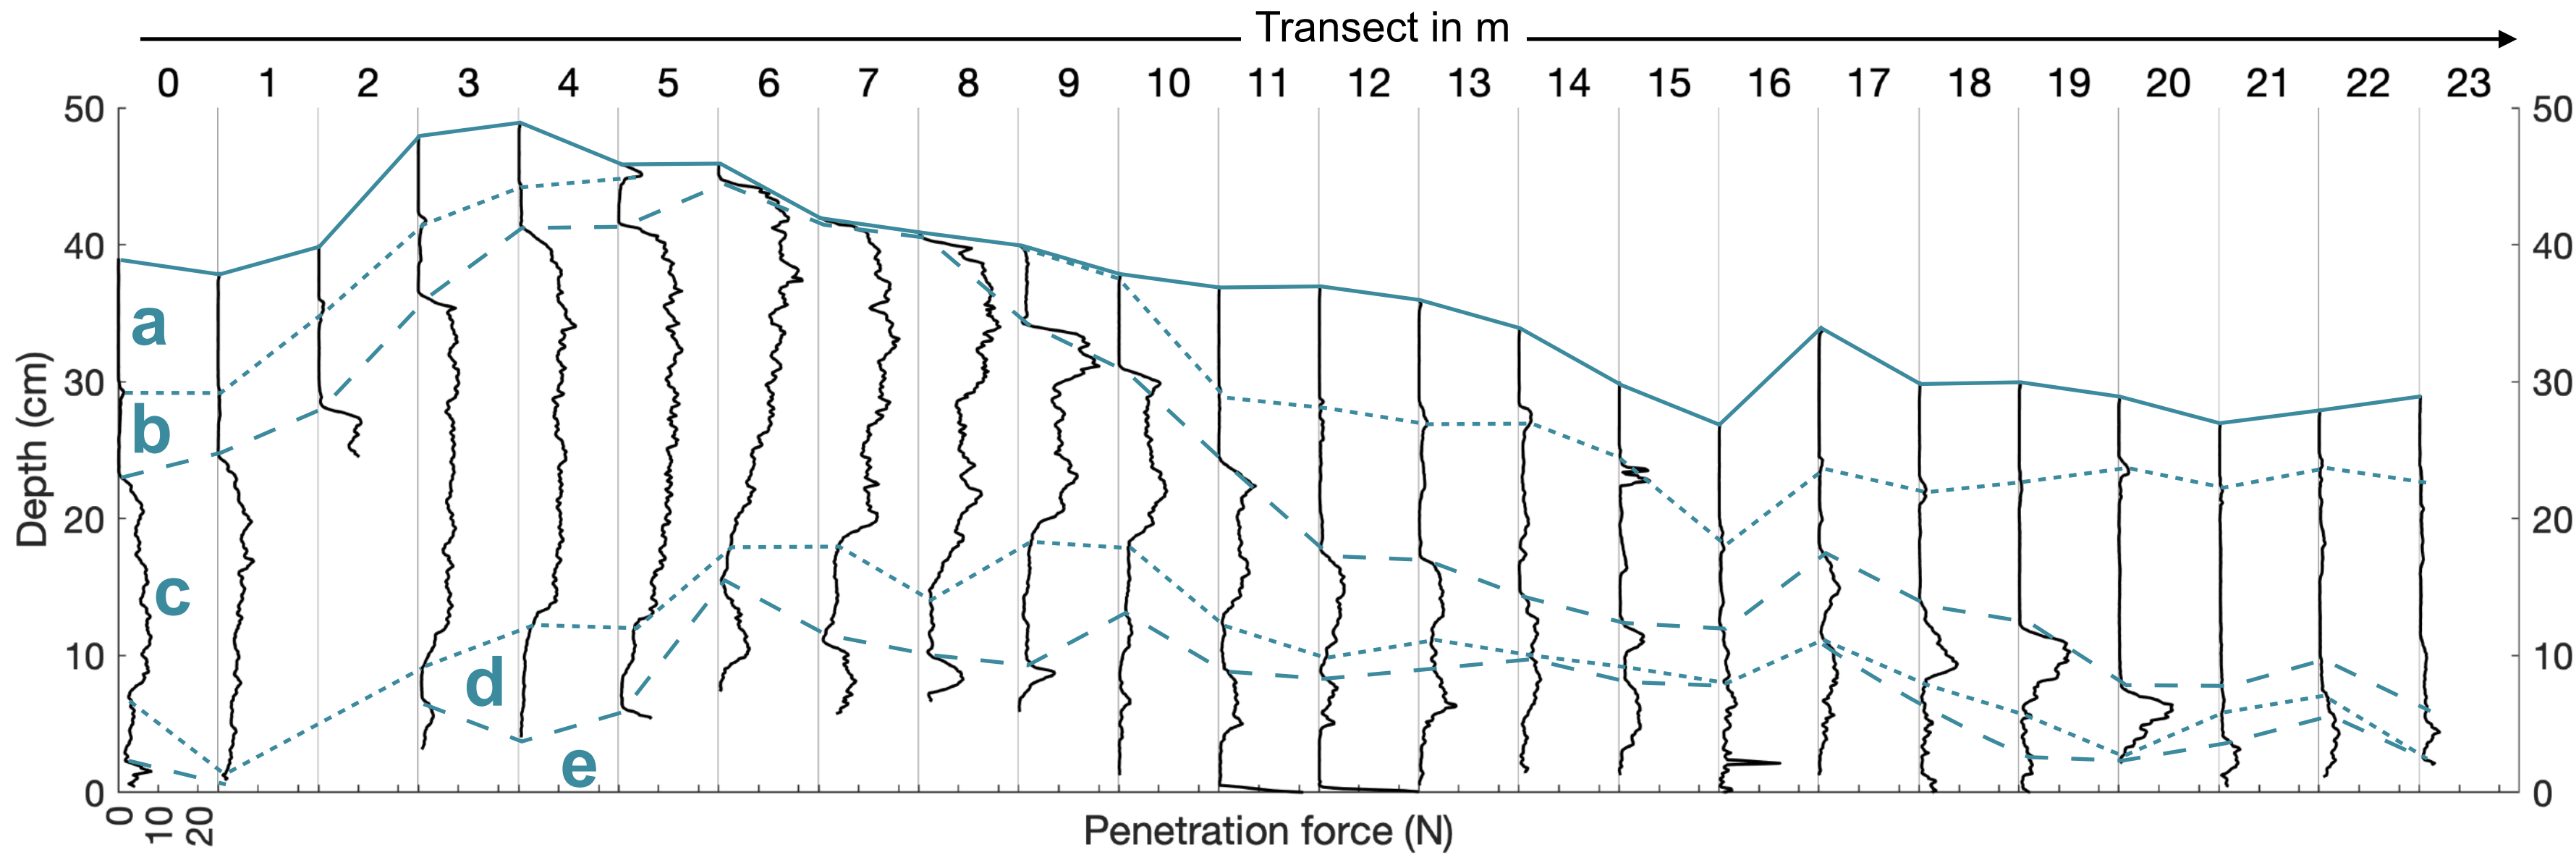 Transect in m
0 1 2 3 4 5 6 7 8 9 10 11 12 13 14 15 16 17 18 19 20 21 22 23
50 50
40 40
a
30 30
b
Depth (cm)
20 20
c
10 10
d
e
0 0
0 10 20
Penetration force (N)